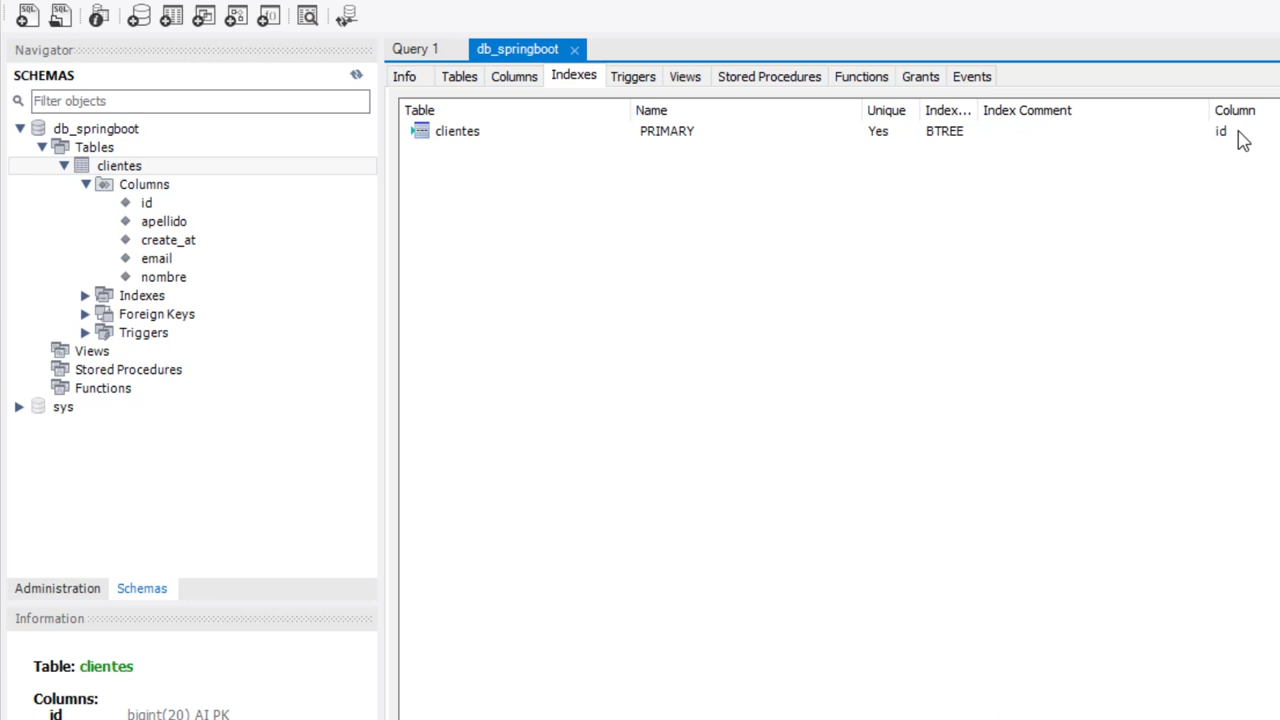 SQL SQL
Navigator
SCHEMAS
Filter objects
db_springboot
Tables
clientes
Columns
id
apellido
create_at
email
nombre
Indexes
Foreign Keys
Triggers
Views
Stored Procedures
Functions
sys
Administration Schemas
Information
Table: clientes
Columns:
id bigint(20) AI PK
Query 1 db_springboot
Info Tables Columns Indexes Triggers Views Stored Procedures Functions Grants Events
Table Name Unique Index... Index Comment Column
clientes PRIMARY Yes BTREE id